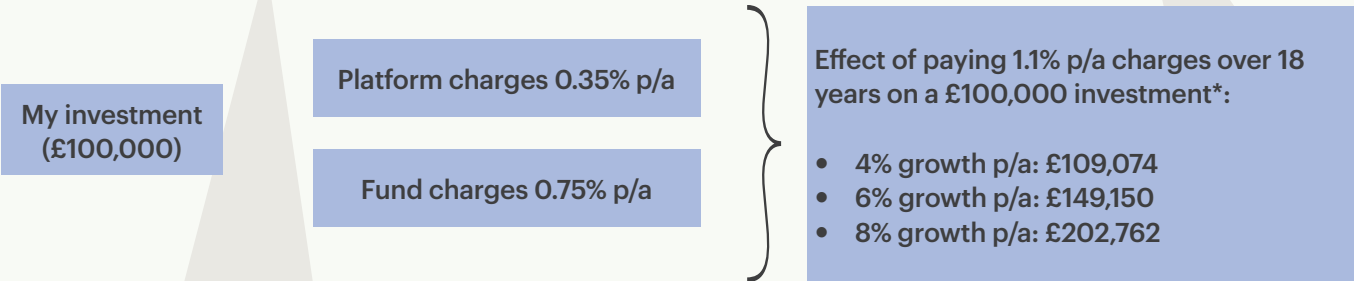 My investment
(£100,000)
Platform charges 0.35% p/a
Fund charges 0.75% p/a
Effect of paying 1.1% p/a charges over 18
years on a £100,000 investment*:
• 4% growth p/a: £109,074
• 6% growth p/a: £149,150
• 8% growth p/a: £202,762